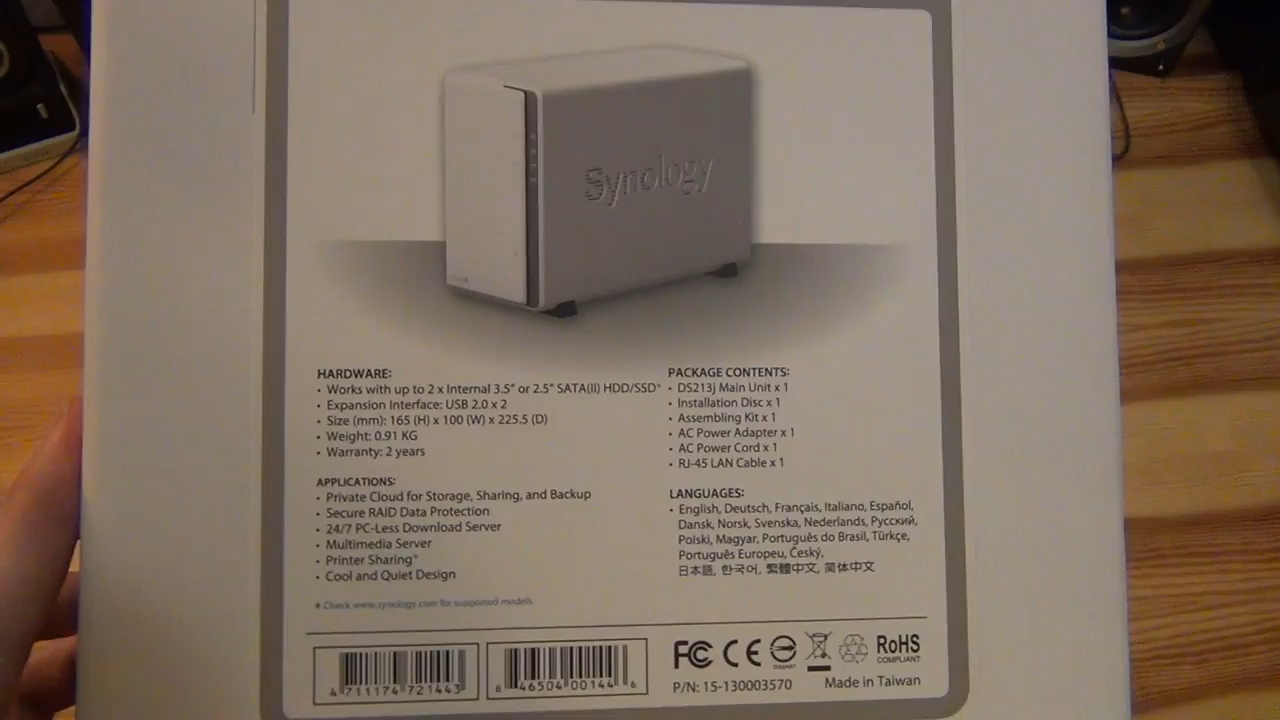 Synology
HARDWARE:
• Works with up to 2 x Internal 3.5" or 2.5" SATA(II) HDD/SSD*
• Expansion Interface: USB 2.0 x 2
• Size (mm): 165 (H) x 100 (W) x 225.5 (D)
• Weight: 0.91 KG
• Warranty: 2 years
APPLICATIONS:
• Private Cloud for Storage, Sharing, and Backup
• Secure RAID Data Protection
• 24/7 PC-Less Download Server
• Multimedia Server
• Printer Sharing*
• Cool and Quiet Design
* Check www.synology.com for supported models.
PACKAGE CONTENTS:
• DS213j Main Unit x 1
• Installation Disc x 1
• Assembling Kit x 1
• AC Power Adapter x 1
• AC Power Cord x 1
• RJ-45 LAN Cable x 1
LANGUAGES:
• English, Deutsch, Français, Italiano, Español,
Dansk, Norsk, Svenska, Nederlands, Русский,
Polski, Magyar, Português do Brasil, Türkçe,
Português Europeu, Český,
日本語, 한국어, 繁體中文, 简体中文
4 711174 721443
8 46504 00144 6
FC CE RoHS
COMPLIANT
P/N: 15-130003570 Made in Taiwan